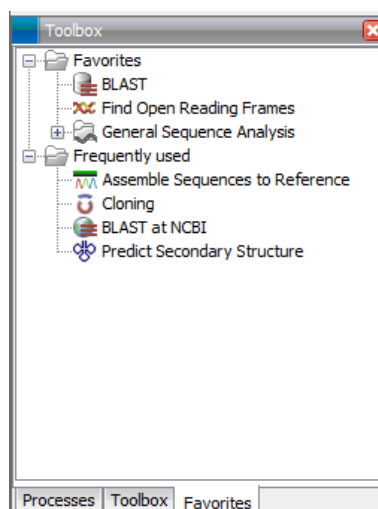 Toolbox
Favorites
BLAST
Find Open Reading Frames
General Sequence Analysis
Frequently used
Assemble Sequences to Reference
Cloning
BLAST at NCBI
Predict Secondary Structure
Processes Toolbox Favorites